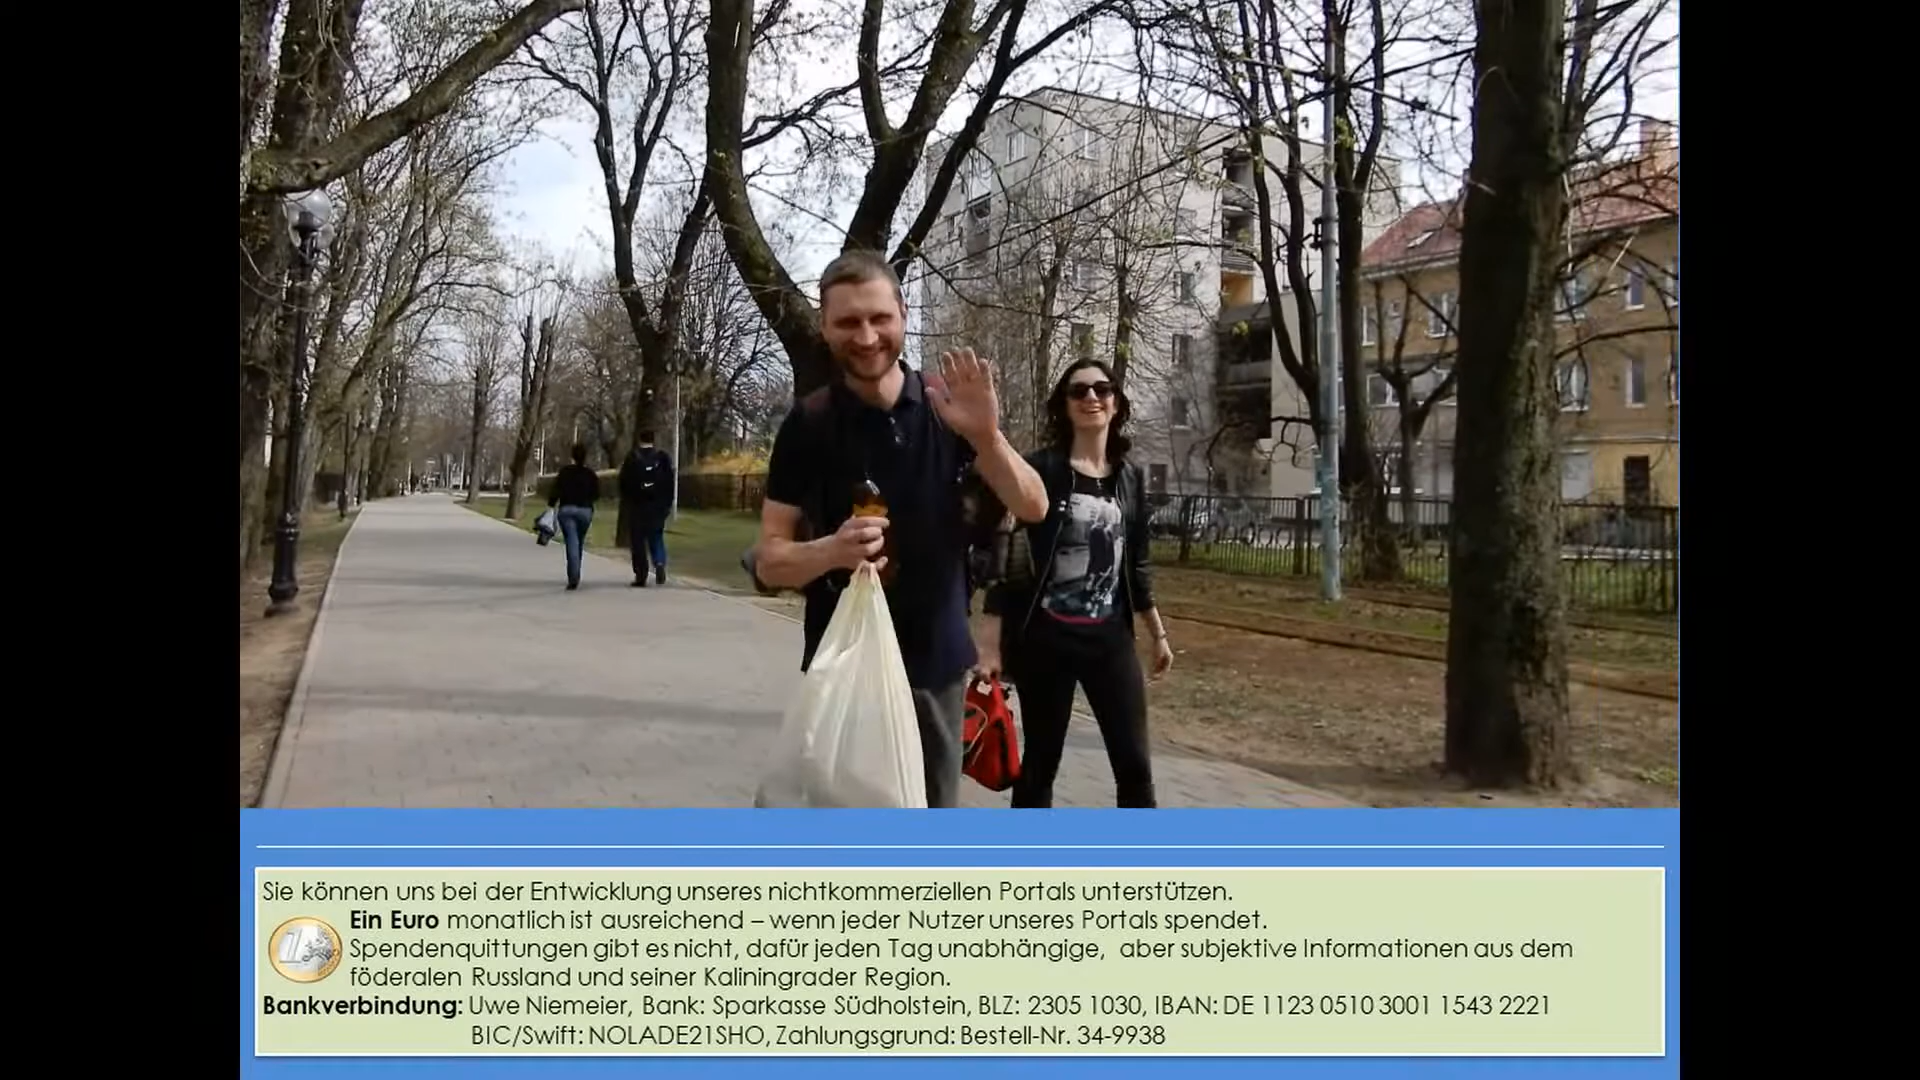 Sie können uns bei der Entwicklung unseres nichtkommerziellen Portals unterstützen.
Ein Euro monatlich ist ausreichend – wenn jeder Nutzer unseres Portals spendet.
Spendenquittungen gibt es nicht, dafür jeden Tag unabhängige, aber subjektive Informationen aus dem
föderalen Russland und seiner Kaliningrader Region.
Bankverbindung: Uwe Niemeier, Bank: Sparkasse Südholstein, BLZ: 2305 1030, IBAN: DE 1123 0510 3001 1543 2221
BIC/Swift: NOLADE21SHO, Zahlungsgrund: Bestell-Nr. 34-9938